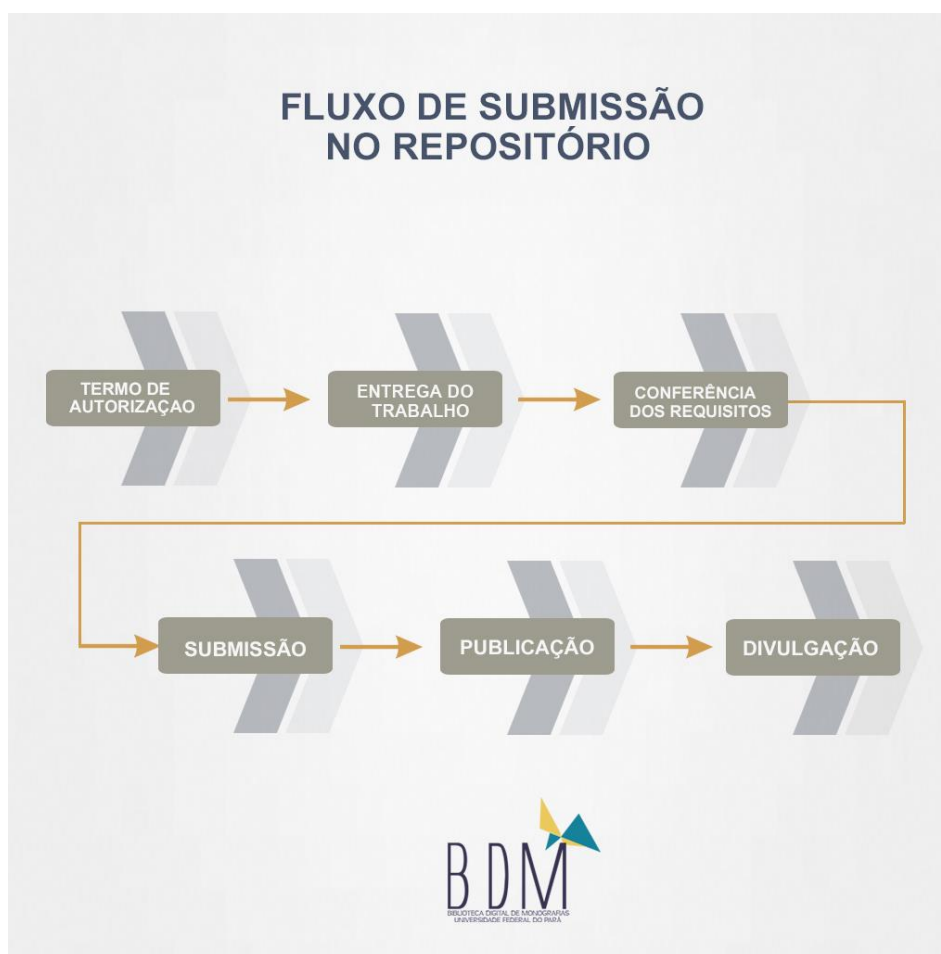 FLUXO DE SUBMISSÃO
NO REPOSITÓRIO
TERMO DE
AUTORIZAÇAO
ENTREGA DO
TRABALHO
CONFERÊNCIA
DOS REQUISITOS
SUBMISSÃO
PUBLICAÇÃO
DIVULGAÇÃO
BDM
BIBLIOTECA DIGITAL DE MONOGRAFIAS
UNIVERSIDADE FEDERAL DO PARÁ